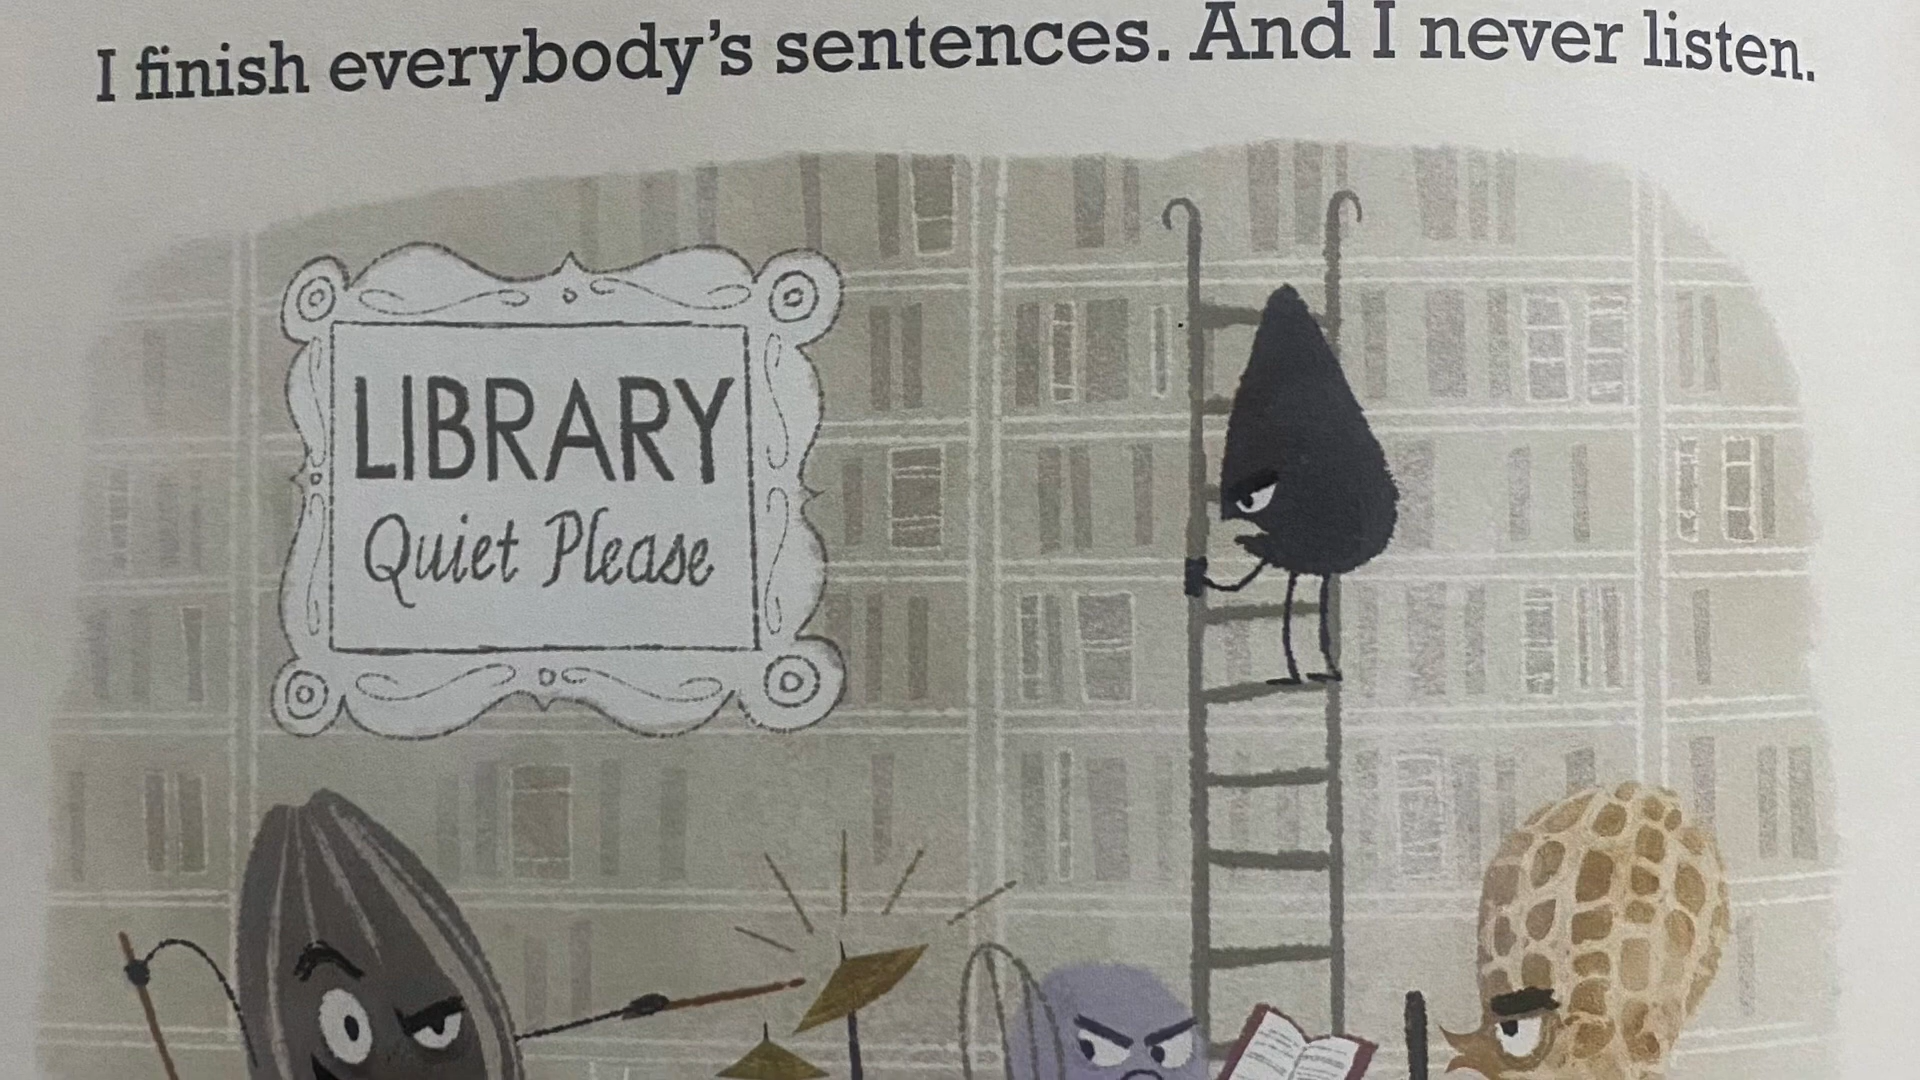 I finish everybody's sentences. And I never listen.
LIBRARY
Quiet Please